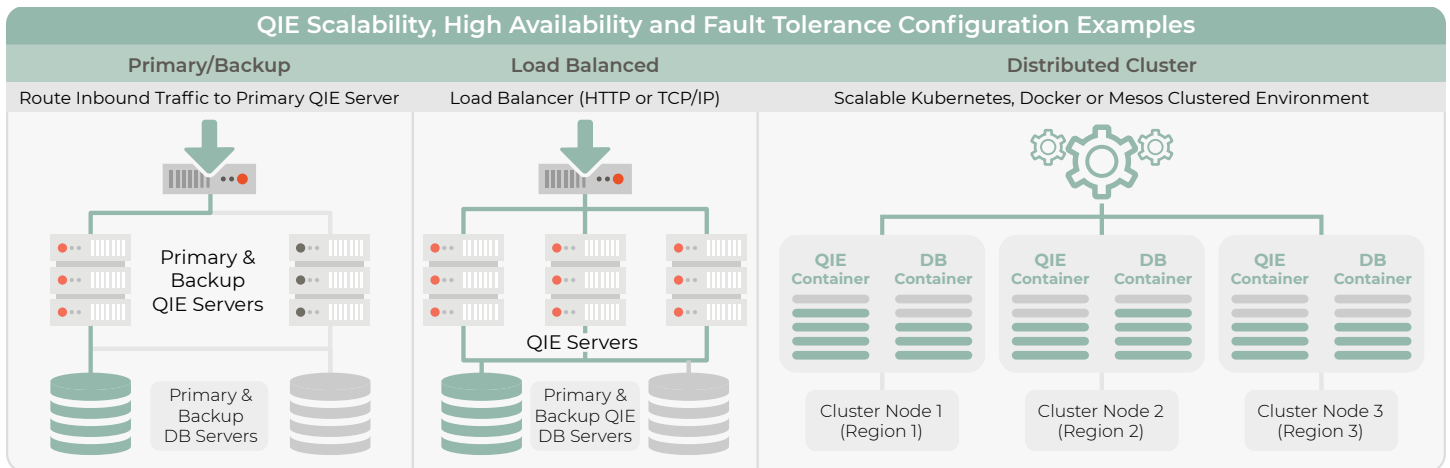 QIE Scalability, High Availability and Fault Tolerance Configuration Examples
Primary/Backup
Route Inbound Traffic to Primary QIE Server
Primary &
Backup
QIE Servers
Primary &
Backup
DB Servers
Load Balanced
Load Balancer (HTTP or TCP/IP)
QIE Servers
Primary &
Backup QIE
DB Servers
Distributed Cluster
Scalable Kubernetes, Docker or Mesos Clustered Environment
QIE
Container
DB
Container
QIE
Container
DB
Container
QIE
Container
DB
Container
Cluster Node 1
(Region 1)
Cluster Node 2
(Region 2)
Cluster Node 3
(Region 3)